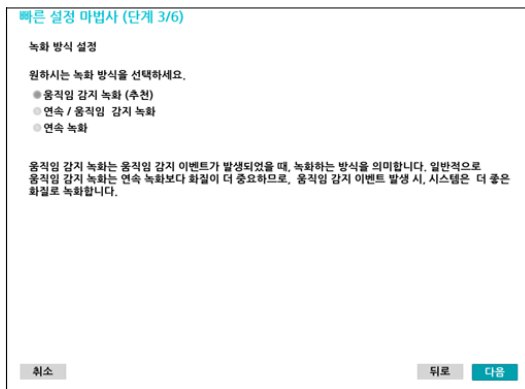 빠른 설정 마법사 (단계 3/6)
녹화 방식 설정
원하시는 녹화 방식을 선택하세요.
움직임 감지 녹화 (추천)
연속 / 움직임 감지 녹화
연속 녹화
움직임 감지 녹화는 움직임 감지 이벤트가 발생되었을 때, 녹화하는 방식을 의미합니다. 일반적으로
움직임 감지 녹화는 연속 녹화보다 화질이 더 중요하므로, 움직임 감지 이벤트 발생 시, 시스템은 더 좋은
화질로 녹화합니다.
취소 뒤로 다음